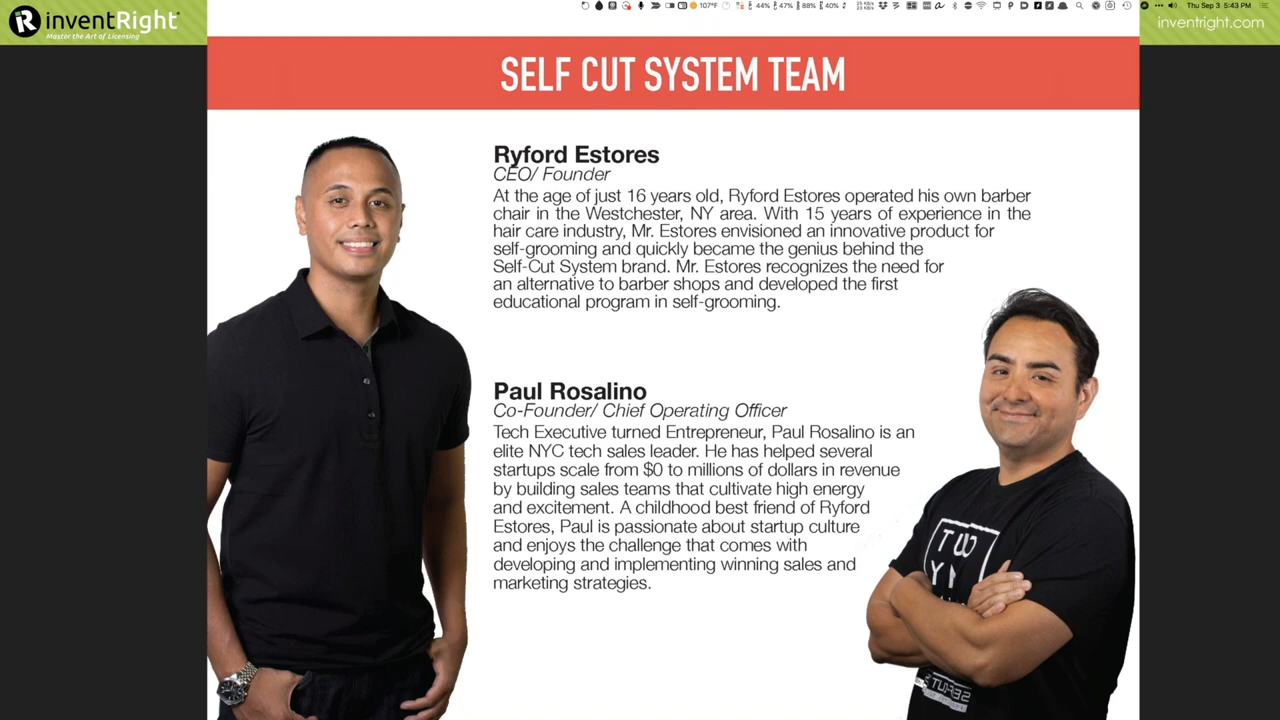 inventRight
Master the Art of Licensing
107°F
44%
47%
88%
40%
Thu Sep 3 5:43 PM
inventright.com
SELF CUT SYSTEM TEAM
Ryford Estores
CEO/ Founder
At the age of just 16 years old, Ryford Estores operated his own barber
chair in the Westchester, NY area. With 15 years of experience in the
hair care industry, Mr. Estores envisioned an innovative product for
self-grooming and quickly became the genius behind the
Self-Cut System brand. Mr. Estores recognizes the need for
an alternative to barber shops and developed the first
educational program in self-grooming.
Paul Rosalino
Co-Founder/ Chief Operating Officer
Tech Executive turned Entrepreneur, Paul Rosalino is an
elite NYC tech sales leader. He has helped several
startups scale from $0 to millions of dollars in revenue
by building sales teams that cultivate high energy
and excitement. A childhood best friend of Ryford
Estores, Paul is passionate about startup culture
and enjoys the challenge that comes with
developing and implementing winning sales and
marketing strategies.